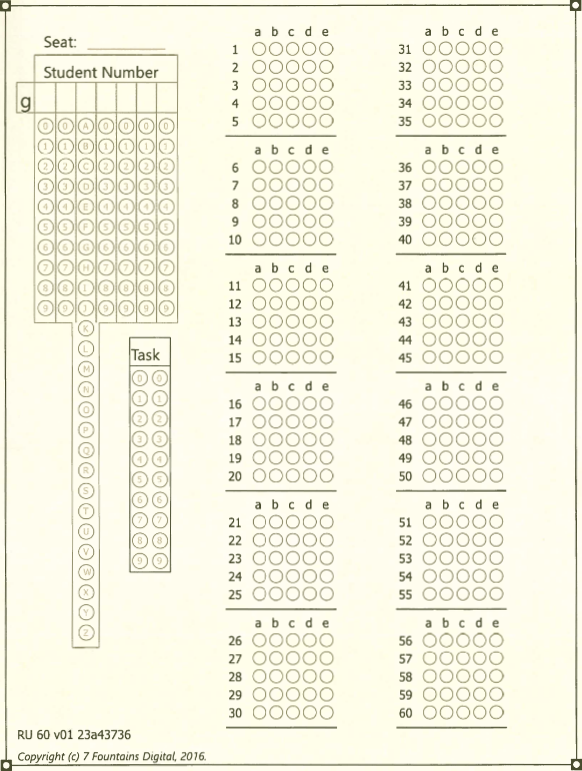 Seat:
Student Number
g
0 0 A 0 0 0 0
1 1 B 1 1 1 1
2 2 C 2 2 2 2
3 3 D 3 3 3 3
4 4 E 4 4 4 4
5 5 F 5 5 5 5
6 6 G 6 6 6 6
7 7 H 7 7 7 7
8 8 I 8 8 8 8
9 9 J 9 9 9 9
K
L
M
N
O
P
Q
R
S
T
U
V
W
X
Y
Z
Task
0 0
1 1
2 2
3 3
4 4
5 5
6 6
7 7
8 8
9 9
a b c d e
1
2
3
4
5
a b c d e
6
7
8
9
10
a b c d e
11
12
13
14
15
a b c d e
16
17
18
19
20
a b c d e
21
22
23
24
25
a b c d e
26
27
28
29
30
a b c d e
31
32
33
34
35
a b c d e
36
37
38
39
40
a b c d e
41
42
43
44
45
a b c d e
46
47
48
49
50
a b c d e
51
52
53
54
55
a b c d e
56
57
58
59
60
RU 60 v01 23a43736
Copyright (c) 7 Fountains Digital, 2016.